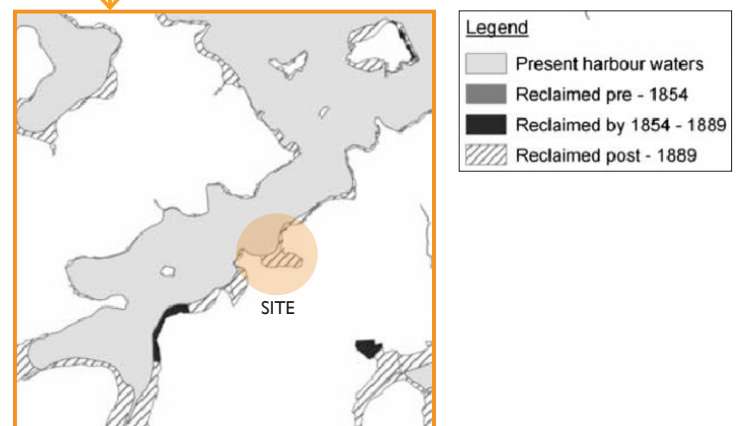 Legend
Present harbour waters
Reclaimed pre - 1854
Reclaimed by 1854 - 1889
Reclaimed post - 1889
SITE